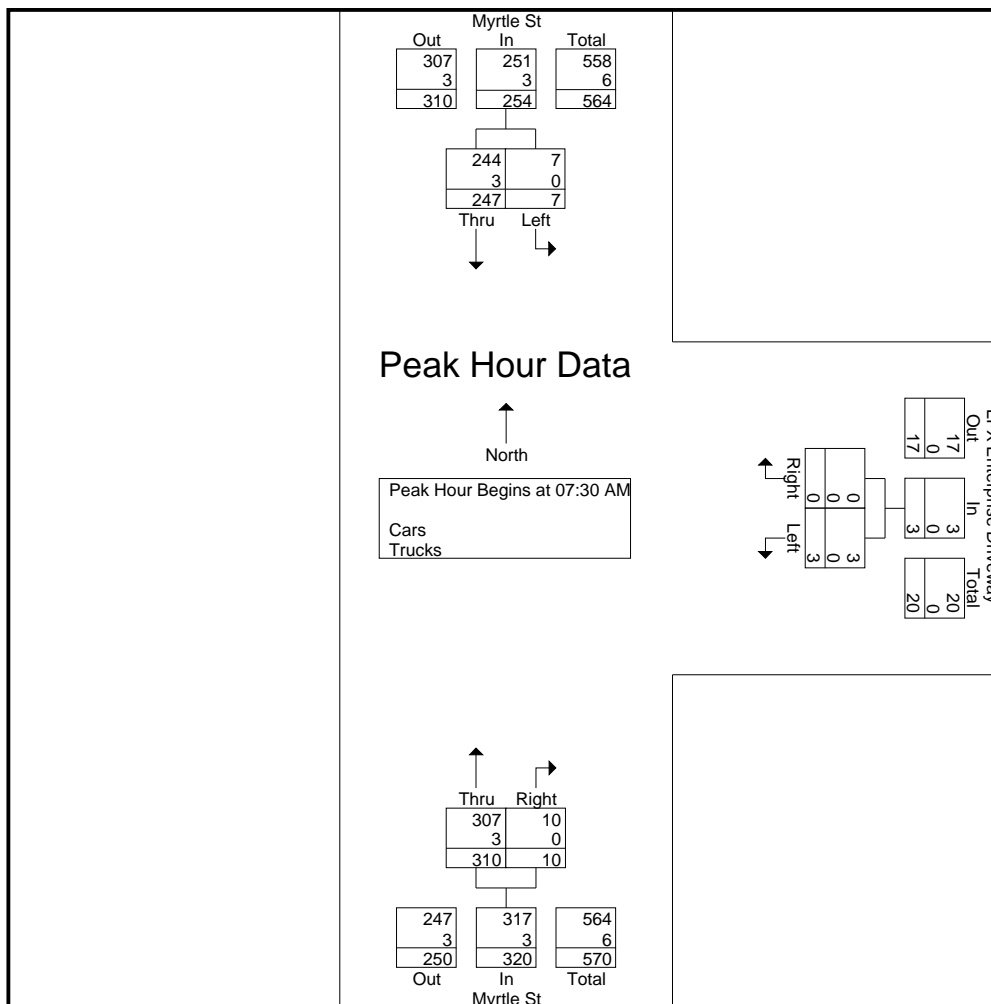 Myrtle St
Out In Total
307 251 558
3 3 6
310 254 564
244 7
3 0
247 7
Thru Left
Peak Hour Data
North
Peak Hour Begins at 07:30 AM
Cars
Trucks
Enterprise Driveway
Out In Total
17 3 20
0 0 0
17 3 20
Right Left
0 3
0 0
0 3
Thru Right
307 10
3 0
310 10
247 317 564
3 3 6
250 320 570
Out In Total
Myrtle St